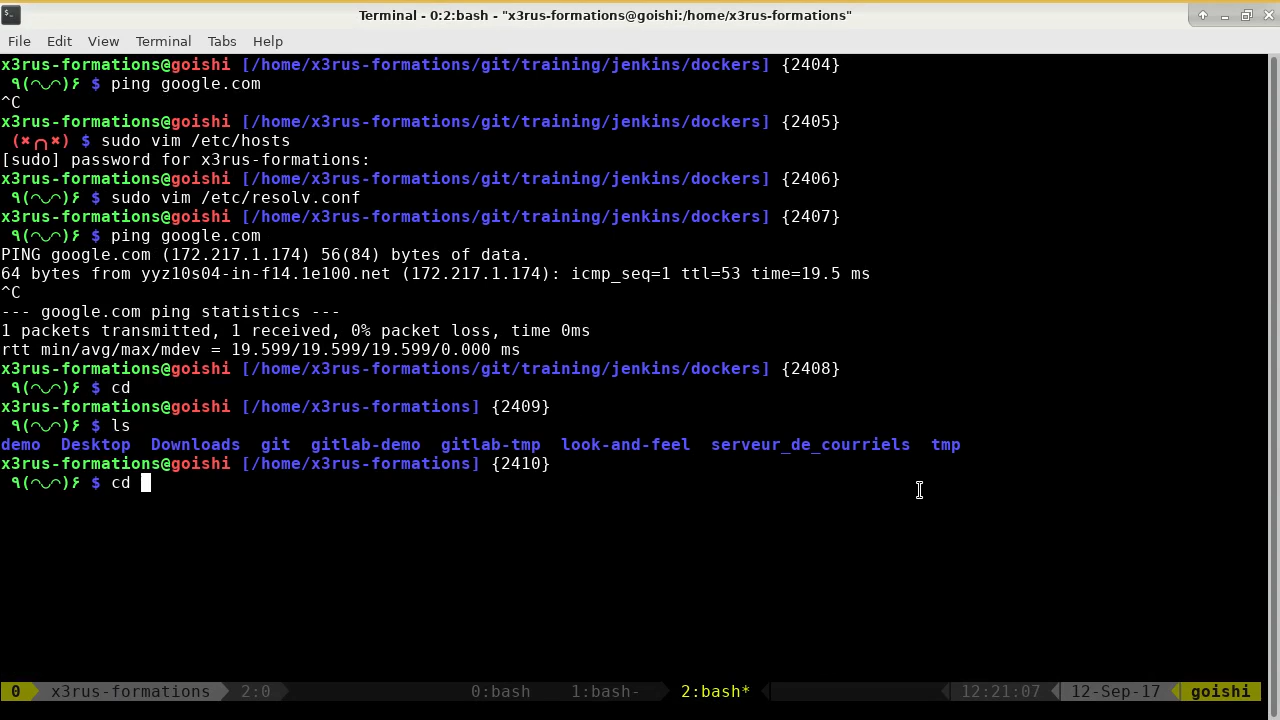 Terminal - 0:2:bash - "x3rus-formations@goishi:/home/x3rus-formations"
File Edit View Terminal Tabs Help
x3rus-formations@goishi [/home/x3rus-formations/git/training/jenkins/dockers] {2404}
٩(◠◡◠)۶ $ ping google.com
^C
x3rus-formations@goishi [/home/x3rus-formations/git/training/jenkins/dockers] {2405}
(✖╭╮✖) $ sudo vim /etc/hosts
[sudo] password for x3rus-formations:
x3rus-formations@goishi [/home/x3rus-formations/git/training/jenkins/dockers] {2406}
٩(◠◡◠)۶ $ sudo vim /etc/resolv.conf
x3rus-formations@goishi [/home/x3rus-formations/git/training/jenkins/dockers] {2407}
٩(◠◡◠)۶ $ ping google.com
PING google.com (172.217.1.174) 56(84) bytes of data.
64 bytes from yyz10s04-in-f14.1e100.net (172.217.1.174): icmp_seq=1 ttl=53 time=19.5 ms
^C
--- google.com ping statistics ---
1 packets transmitted, 1 received, 0% packet loss, time 0ms
rtt min/avg/max/mdev = 19.599/19.599/19.599/0.000 ms
x3rus-formations@goishi [/home/x3rus-formations/git/training/jenkins/dockers] {2408}
٩(◠◡◠)۶ $ cd
x3rus-formations@goishi [/home/x3rus-formations] {2409}
٩(◠◡◠)۶ $ ls
demo Desktop Downloads git gitlab-demo gitlab-tmp look-and-feel serveur_de_courriels tmp
x3rus-formations@goishi [/home/x3rus-formations] {2410}
٩(◠◡◠)۶ $ cd
0 x3rus-formations 2:0 0:bash 1:bash- 2:bash* 12:21:07 12-Sep-17 goishi